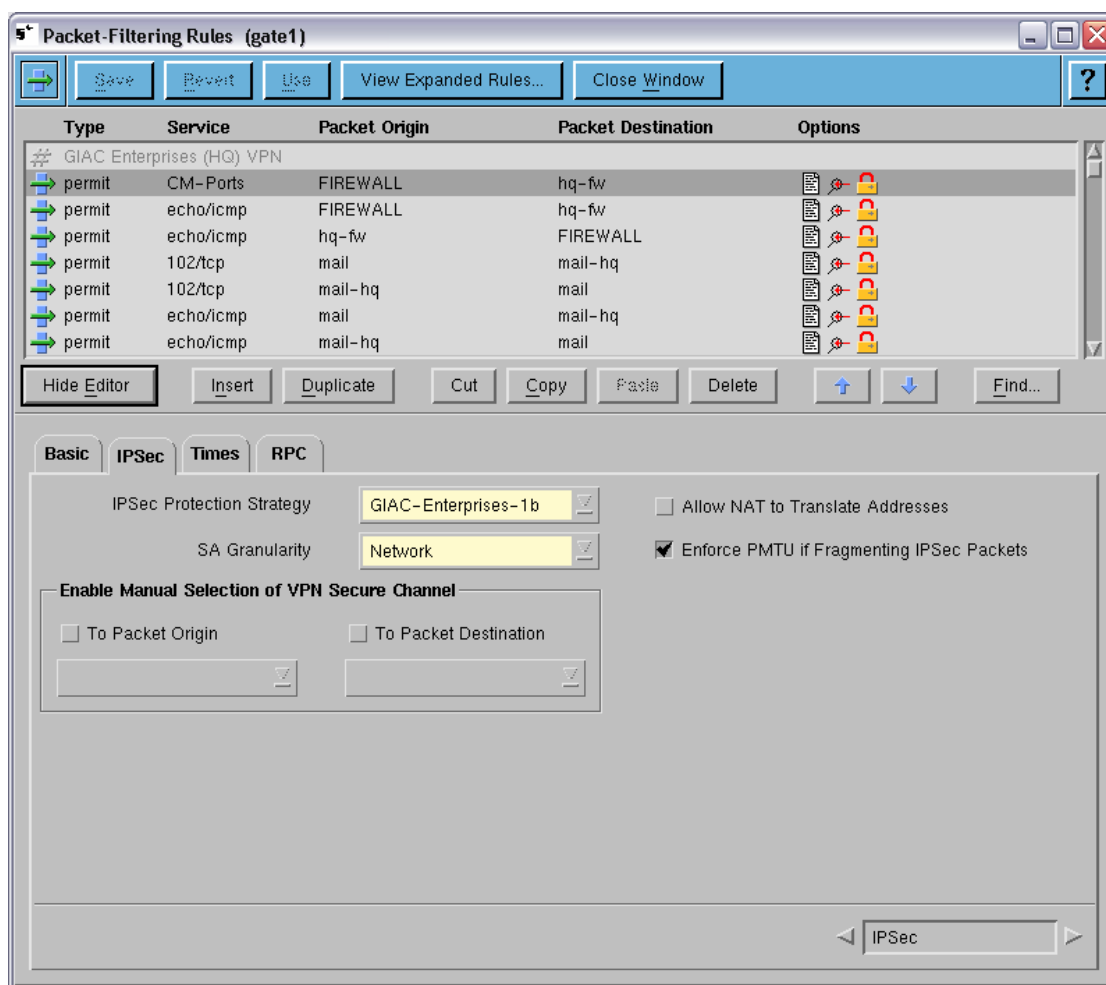 Packet-Filtering Rules (gate1)
Save Revert Use View Expanded Rules... Close Window ?
Type Service Packet Origin Packet Destination Options
# GIAC Enterprises (HQ) VPN
permit CM-Ports FIREWALL hq-fw
permit echo/icmp FIREWALL hq-fw
permit echo/icmp hq-fw FIREWALL
permit 102/tcp mail mail-hq
permit 102/tcp mail-hq mail
permit echo/icmp mail mail-hq
permit echo/icmp mail-hq mail
Hide Editor Insert Duplicate Cut Copy Paste Delete Find...
Basic IPSec Times RPC
IPSec Protection Strategy GIAC-Enterprises-1b Allow NAT to Translate Addresses
SA Granularity Network Enforce PMTU if Fragmenting IPSec Packets
Enable Manual Selection of VPN Secure Channel
To Packet Origin To Packet Destination
IPSec